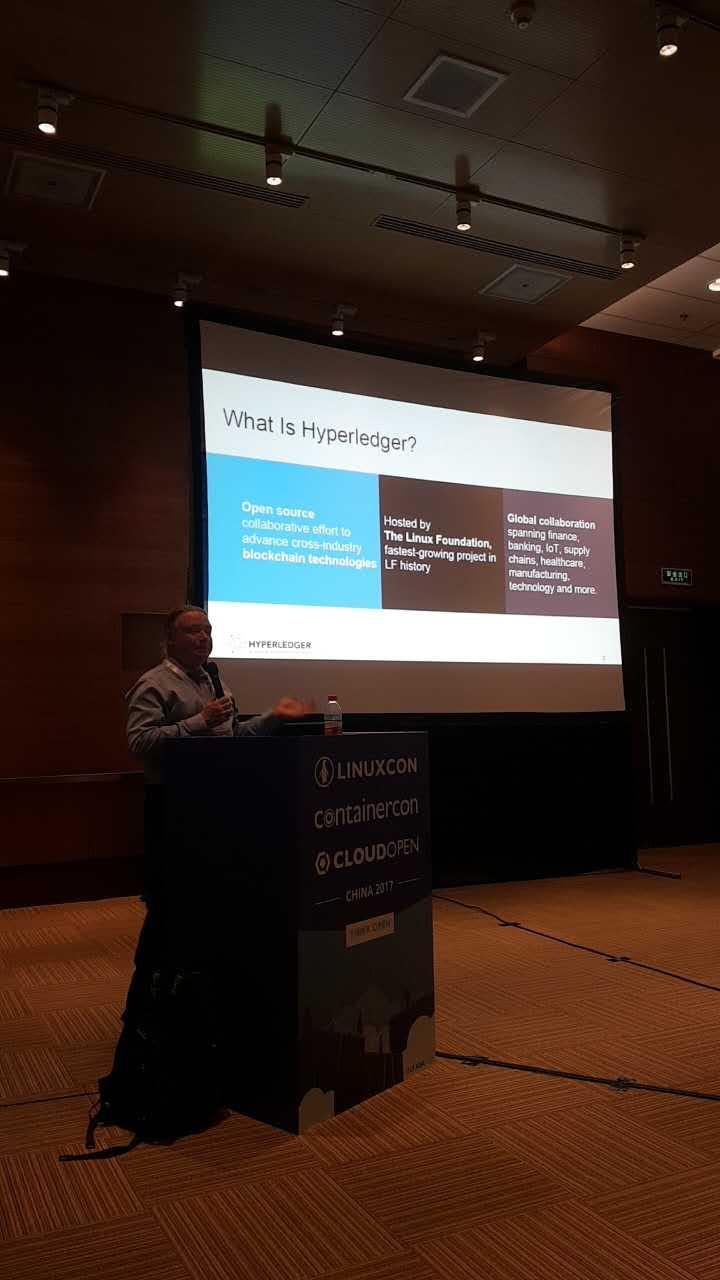 What Is Hyperledger?
Open source
collaborative effort to
advance cross-industry
blockchain technologies
Hosted by
The Linux Foundation,
fastest-growing project in
LF history
Global collaboration
spanning finance,
banking, IoT, supply
chains, healthcare,
manufacturing,
technology and more.
HYPERLEDGER
LINUXCON
containercon
CLOUDOPEN
CHINA 2017
THINK OPEN